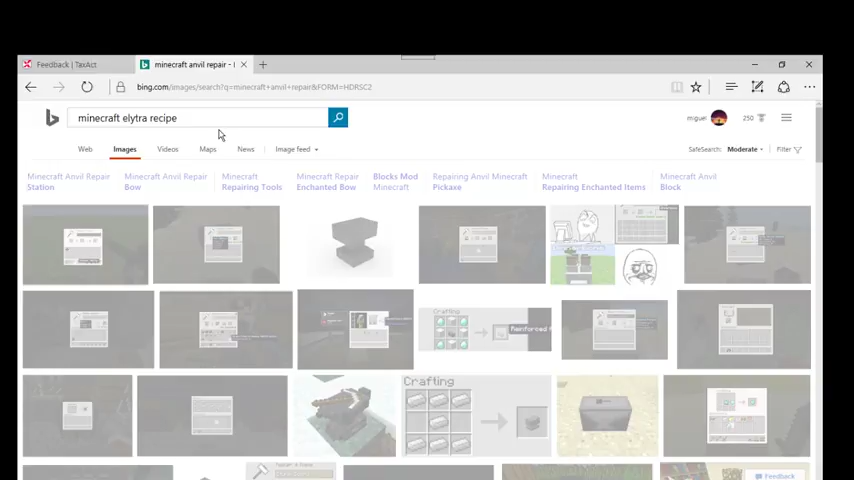 Feedback | TaxAct
minecraft anvil repair -
bing.com/images/search?q=minecraft+anvil+repair&FORM=HDRSC2
minecraft elytra recipe
miguel
250
Web
Images
Videos
Maps
News
Image feed
SafeSearch: Moderate
Filter
Minecraft Anvil Repair Station
Minecraft Anvil Repair Bow
Minecraft Repairing Tools
Minecraft Repair Enchanted Bow
Blocks Mod Minecraft
Repairing Anvil Minecraft Pickaxe
Minecraft Repairing Enchanted Items
Minecraft Anvil Block
Crafting
Reinforced
Crafting
Feedback